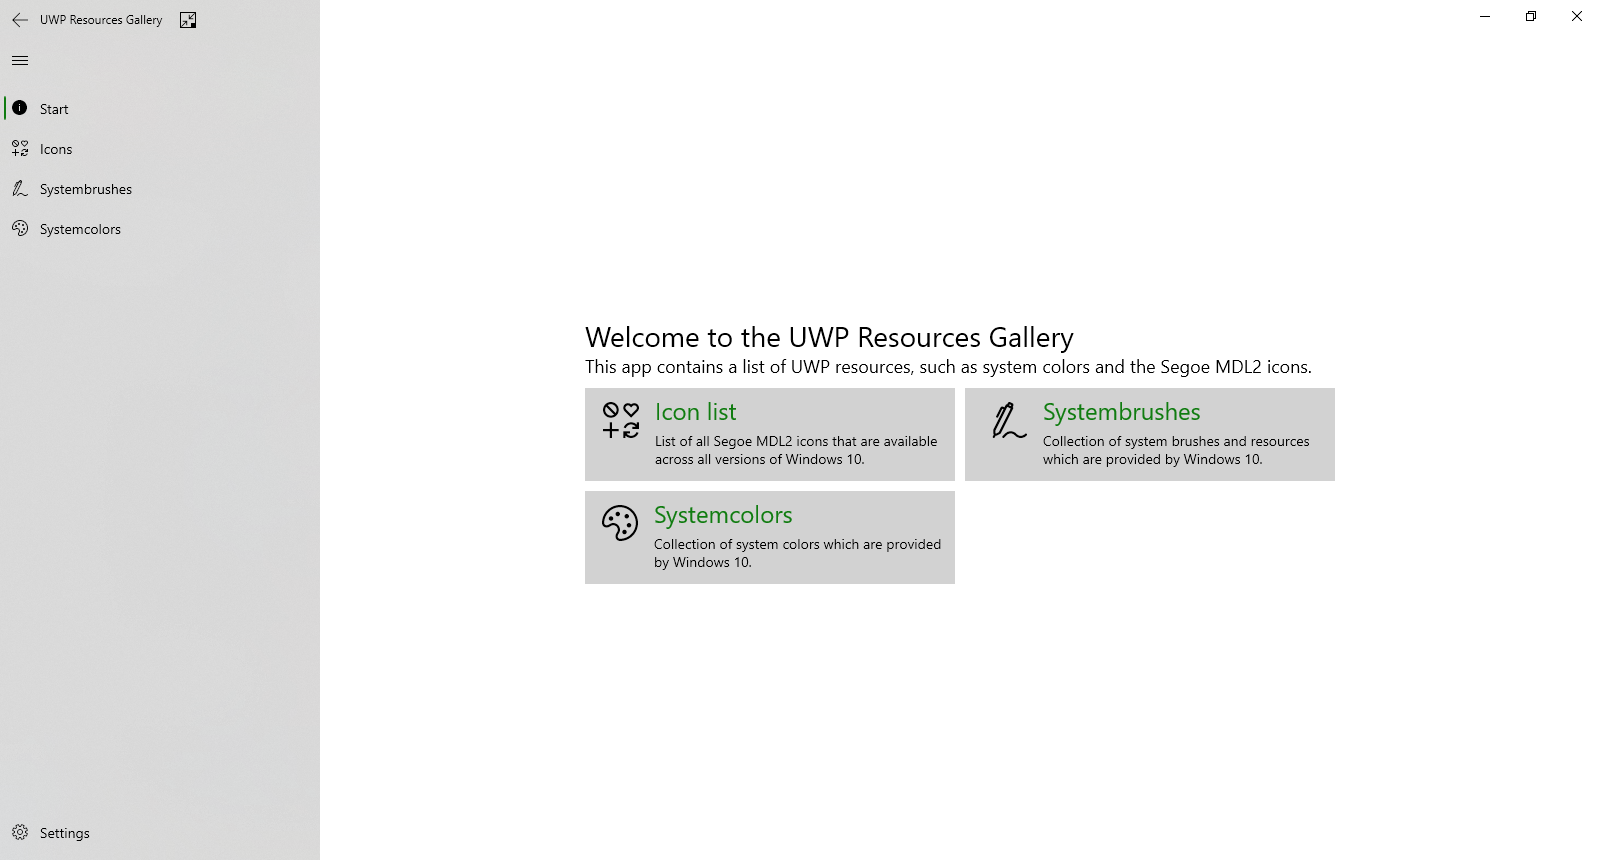 UWP Resources Gallery
Start
Icons
Systembrushes
Systemcolors
Settings
Welcome to the UWP Resources Gallery
This app contains a list of UWP resources, such as system colors and the Segoe MDL2 icons.
Icon list
List of all Segoe MDL2 icons that are available
across all versions of Windows 10.
Systembrushes
Collection of system brushes and resources
which are provided by Windows 10.
Systemcolors
Collection of system colors which are provided
by Windows 10.